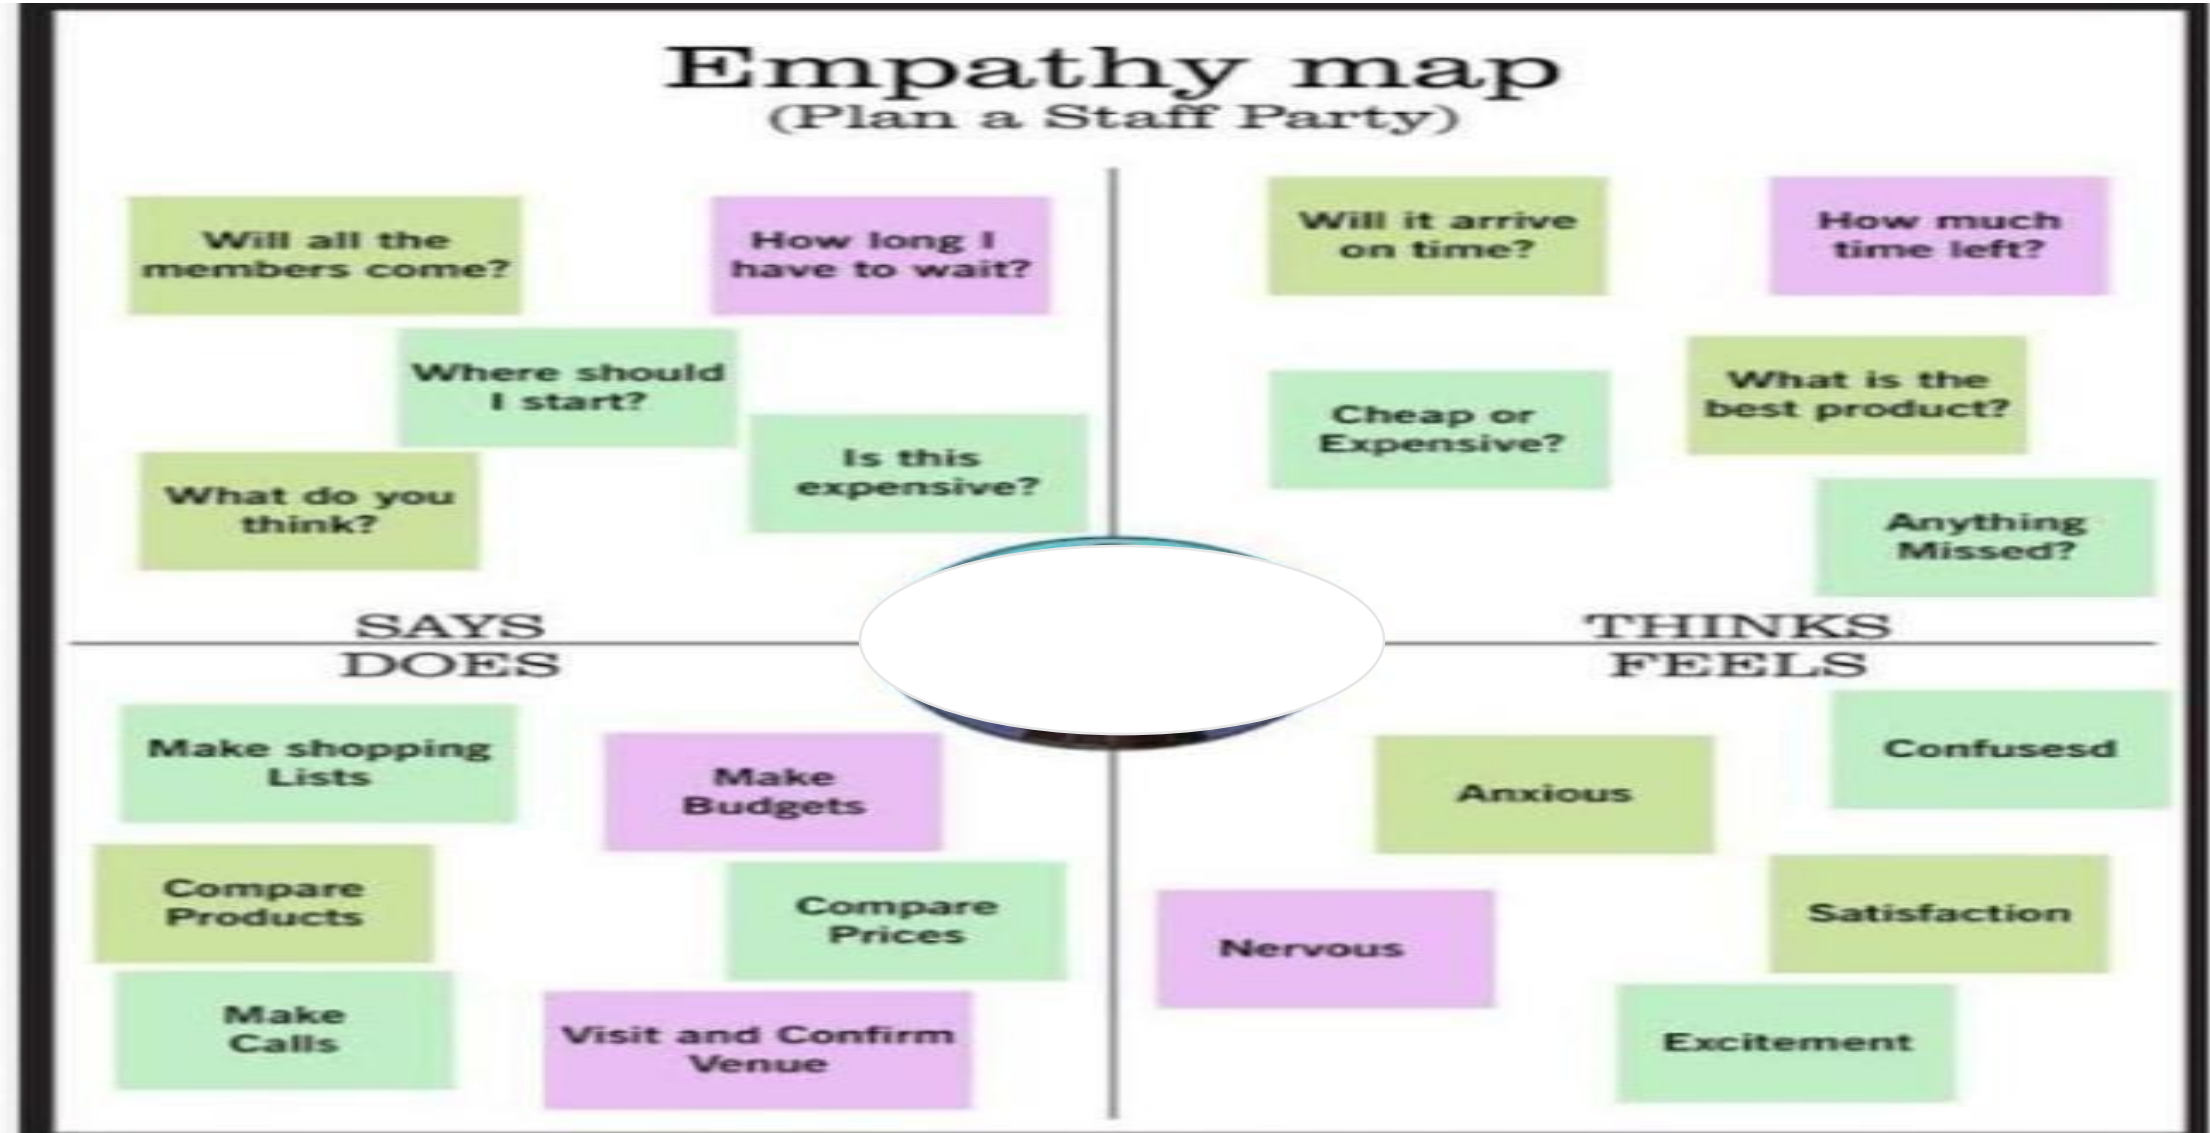 Empathy map
(Plan a Staff Party)
Will all the
members come?
How long I
have to wait?
Where should
I start?
Is this
expensive?
What do you
think?
SAYS
Will it arrive
on time?
How much
time left?
What is the
best product?
Cheap or
Expensive?
Anything
Missed?
THINKS
DOES
Make shopping
Lists
Make
Budgets
Compare
Products
Compare
Prices
Make
Calls
Visit and Confirm
Venue
FEELS
Confusesd
Anxious
Satisfaction
Nervous
Excitement